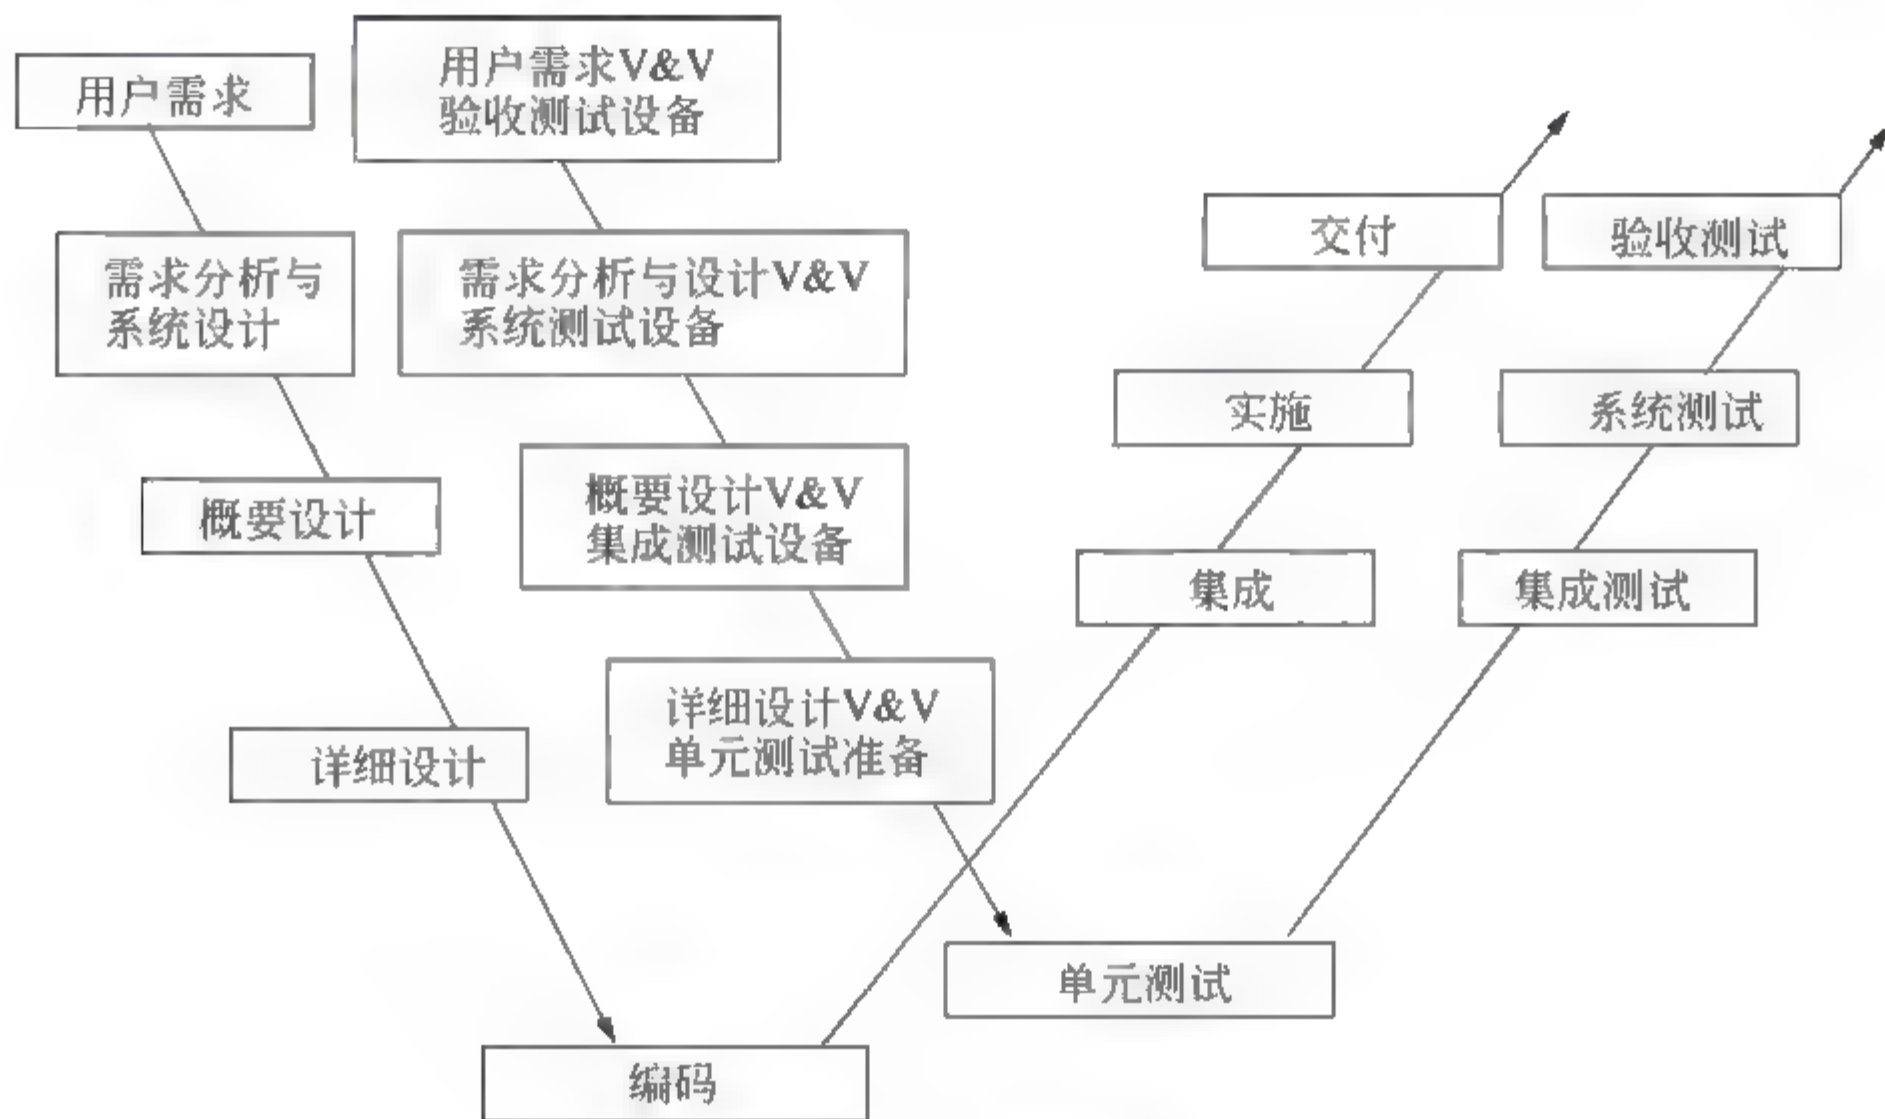 用户需求
用户需求V&V
验收测试设备
交付
验收测试
需求分析与
系统设计
需求分析与设计V&V
系统测试设备
实施
系统测试
概要设计
概要设计V&V
集成测试设备
集成
集成测试
详细设计
详细设计V&V
单元测试准备
单元测试
编码